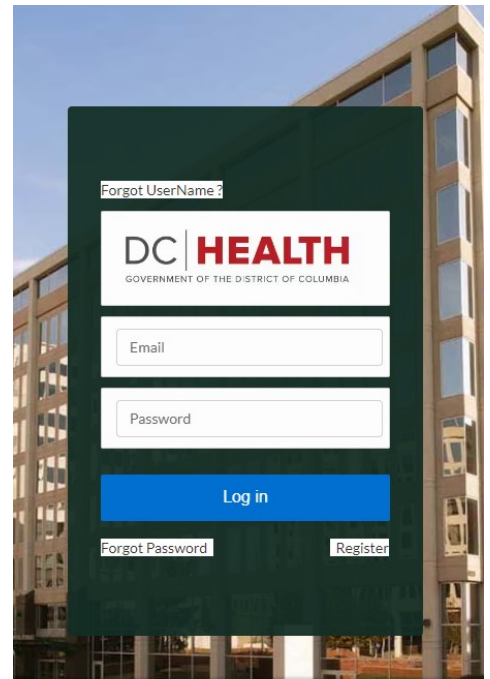 Forgot UserName ?
DC HEALTH
GOVERNMENT OF THE DISTRICT OF COLUMBIA
Email
Password
Log in
Forgot Password Register